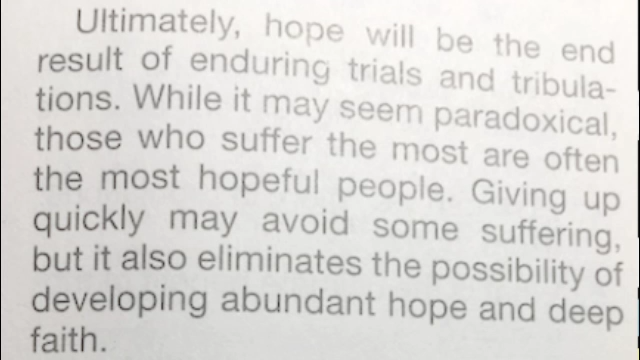 Ultimately, hope will be the end
result of enduring trials and tribula-
tions. While it may seem paradoxical,
those who suffer the most are often
the most hopeful people. Giving up
quickly may avoid some suffering,
but it also eliminates the possibility of
developing abundant hope and deep
faith.